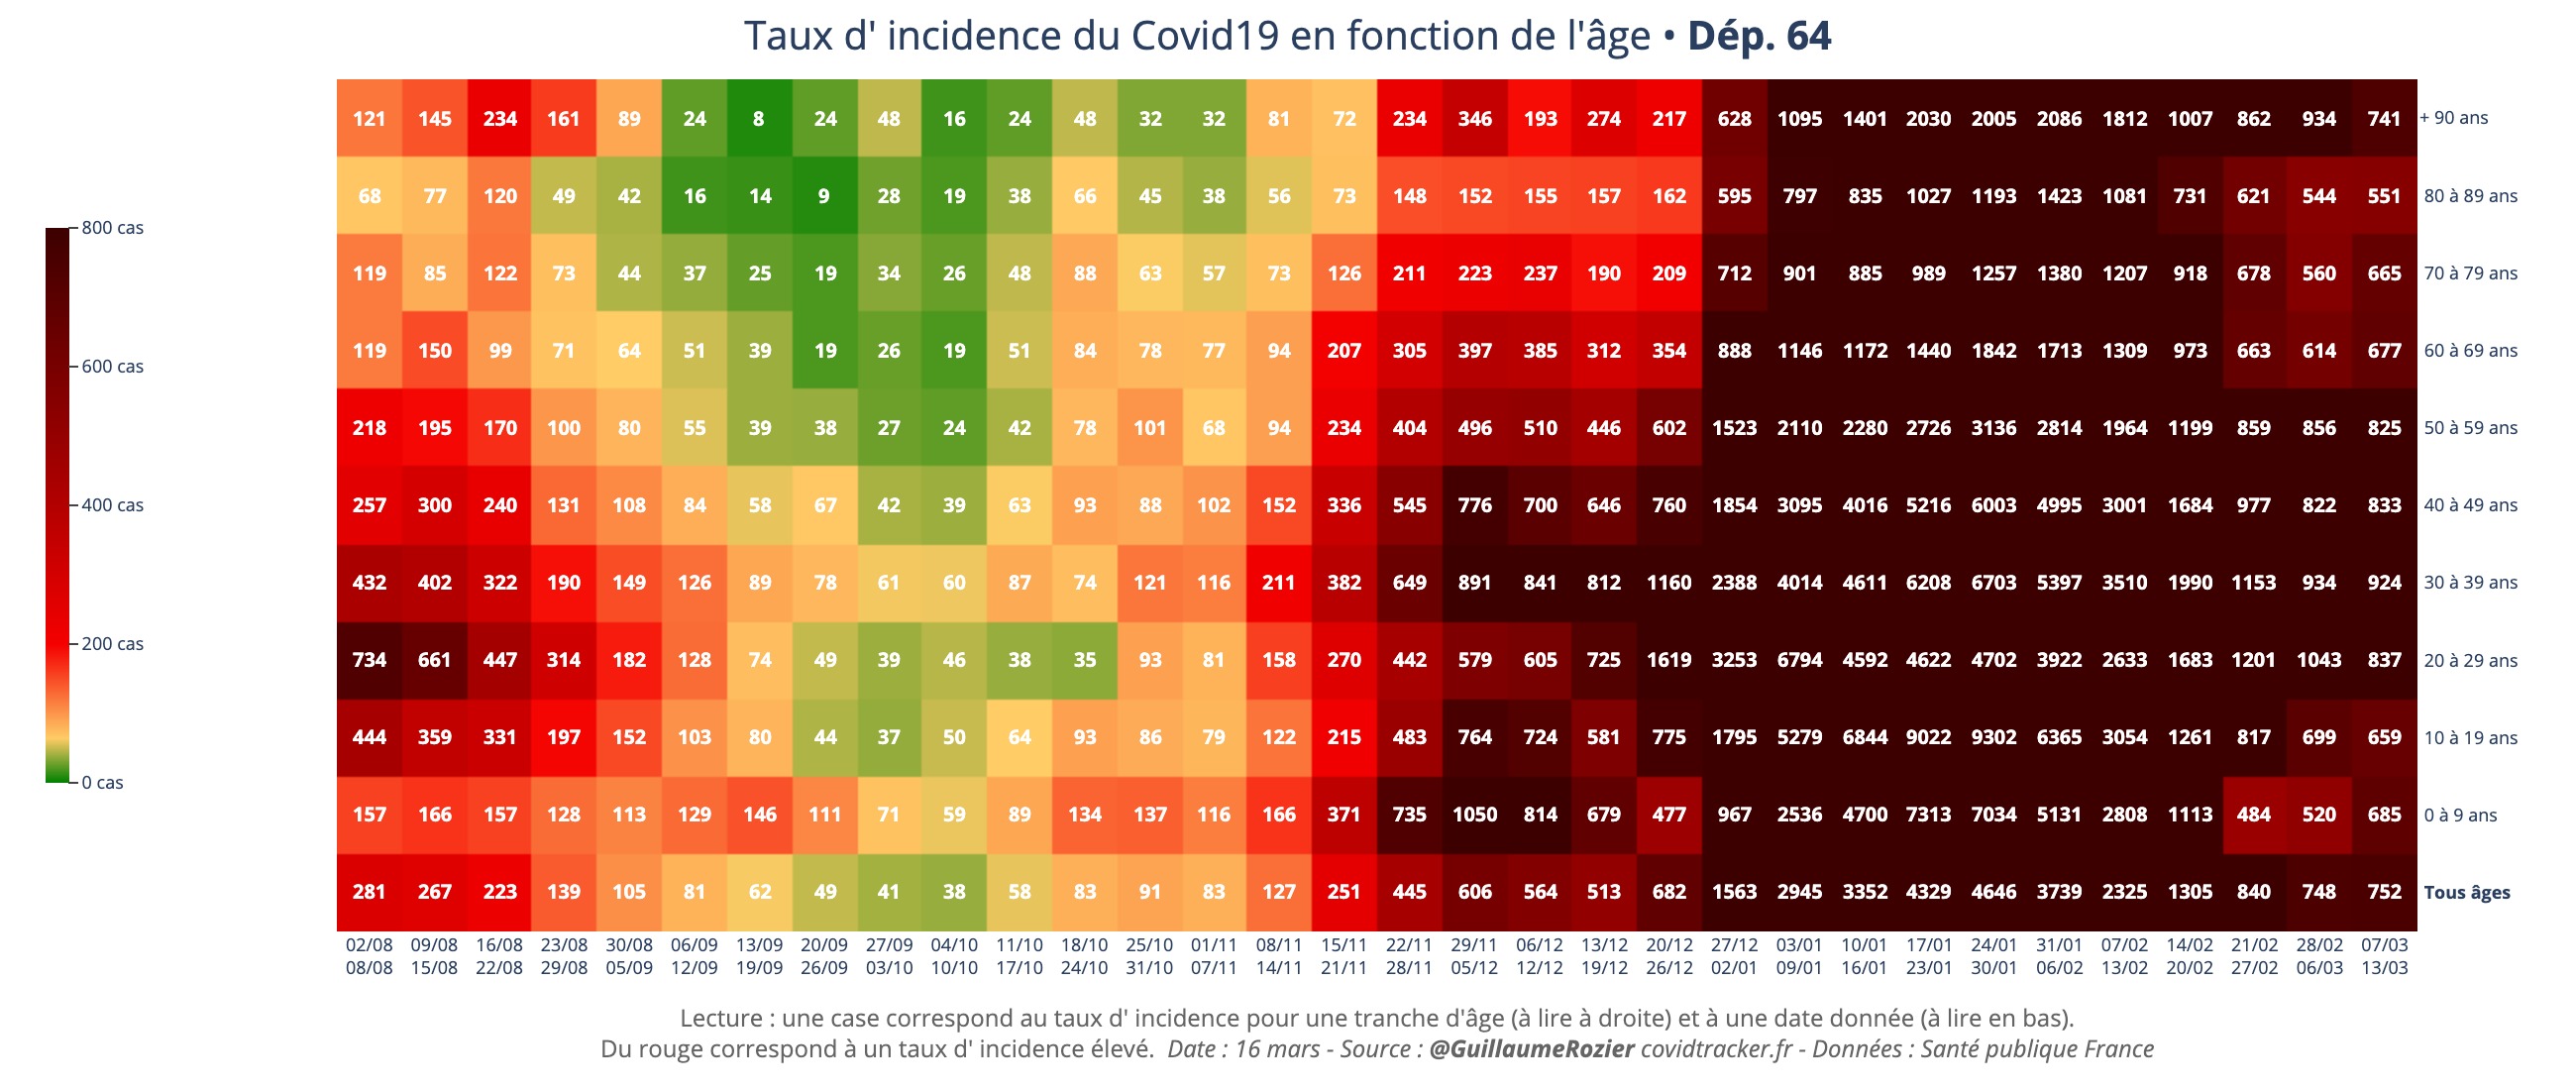 Taux d' incidence du Covid19 en fonction de l'âge • Dép. 64
121 145 234 161 89 24 8 24 48 16 24 48 32 32 81 72 234 346 193 274 217 628 1095 1401 2030 2005 2086 1812 1007 862 934 741 + 90 ans
68 77 120 49 42 16 14 9 28 19 38 66 45 38 56 73 148 152 155 157 162 595 797 835 1027 1193 1423 1081 731 621 544 551 80 à 89 ans
800 cas
119 85 122 73 44 37 25 19 34 26 48 88 63 57 73 126 211 223 237 190 209 712 901 885 989 1257 1380 1207 918 678 560 665 70 à 79 ans
119 150 99 71 64 51 39 19 26 19 51 84 78 77 94 207 305 397 385 312 354 888 1146 1172 1440 1842 1713 1309 973 663 614 677 60 à 69 ans
600 cas
218 195 170 100 80 55 39 38 27 24 42 78 101 68 94 234 404 496 510 446 602 1523 2110 2280 2726 3136 2814 1964 1199 859 856 825 50 à 59 ans
400 cas
257 300 240 131 108 84 58 67 42 39 63 93 88 102 152 336 545 776 700 646 760 1854 3095 4016 5216 6003 4995 3001 1684 977 822 833 40 à 49 ans
432 402 322 190 149 126 89 78 61 60 87 74 121 116 211 382 649 891 841 812 1160 2388 4014 4611 6208 6703 5397 3510 1990 1153 934 924 30 à 39 ans
200 cas
734 661 447 314 182 128 74 49 39 46 38 35 93 81 158 270 442 579 605 725 1619 3253 6794 4592 4622 4702 3922 2633 1683 1201 1043 837 20 à 29 ans
444 359 331 197 152 103 80 44 37 50 64 93 86 79 122 215 483 764 724 581 775 1795 5279 6844 9022 9302 6365 3054 1261 817 699 659 10 à 19 ans
0 cas
157 166 157 128 113 129 146 111 71 59 89 134 137 116 166 371 735 1050 814 679 477 967 2536 4700 7313 7034 5131 2808 1113 484 520 685 0 à 9 ans
281 267 223 139 105 81 62 49 41 38 58 83 91 83 127 251 445 606 564 513 682 1563 2945 3352 4329 4646 3739 2325 1305 840 748 752 Tous âges
02/08 09/08 16/08 23/08 30/08 06/09 13/09 20/09 27/09 04/10 11/10 18/10 25/10 01/11 08/11 15/11 22/11 29/11 06/12 13/12 20/12 27/12 03/01 10/01 17/01 24/01 31/01 07/02 14/02 21/02 28/02 07/03
08/08 15/08 22/08 29/08 05/09 12/09 19/09 26/09 03/10 10/10 17/10 24/10 31/10 07/11 14/11 21/11 28/11 05/12 12/12 19/12 26/12 02/01 09/01 16/01 23/01 30/01 06/02 13/02 20/02 27/02 06/03 13/03
Lecture : une case correspond au taux d' incidence pour une tranche d'âge (à lire à droite) et à une date donnée (à lire en bas).
Du rouge correspond à un taux d' incidence élevé. Date : 16 mars - Source : @GuillaumeRozier covidtracker.fr - Données : Santé publique France